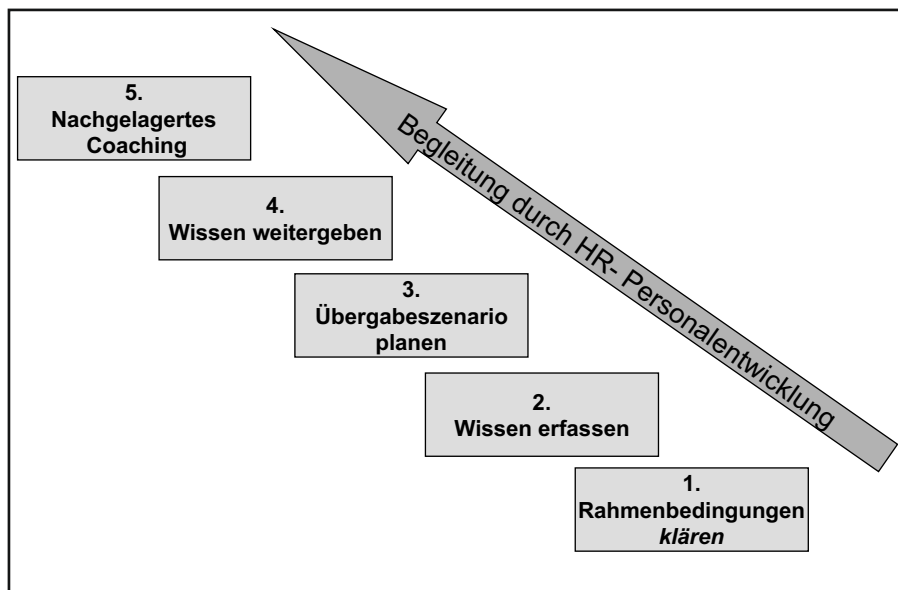 5.
Nachgelagertes
Coaching
4.
Wissen weitergeben
3.
Übergabeszenario
planen
2.
Wissen erfassen
1.
Rahmenbedingungen
klären
Begleitung durch HR- Personalentwicklung